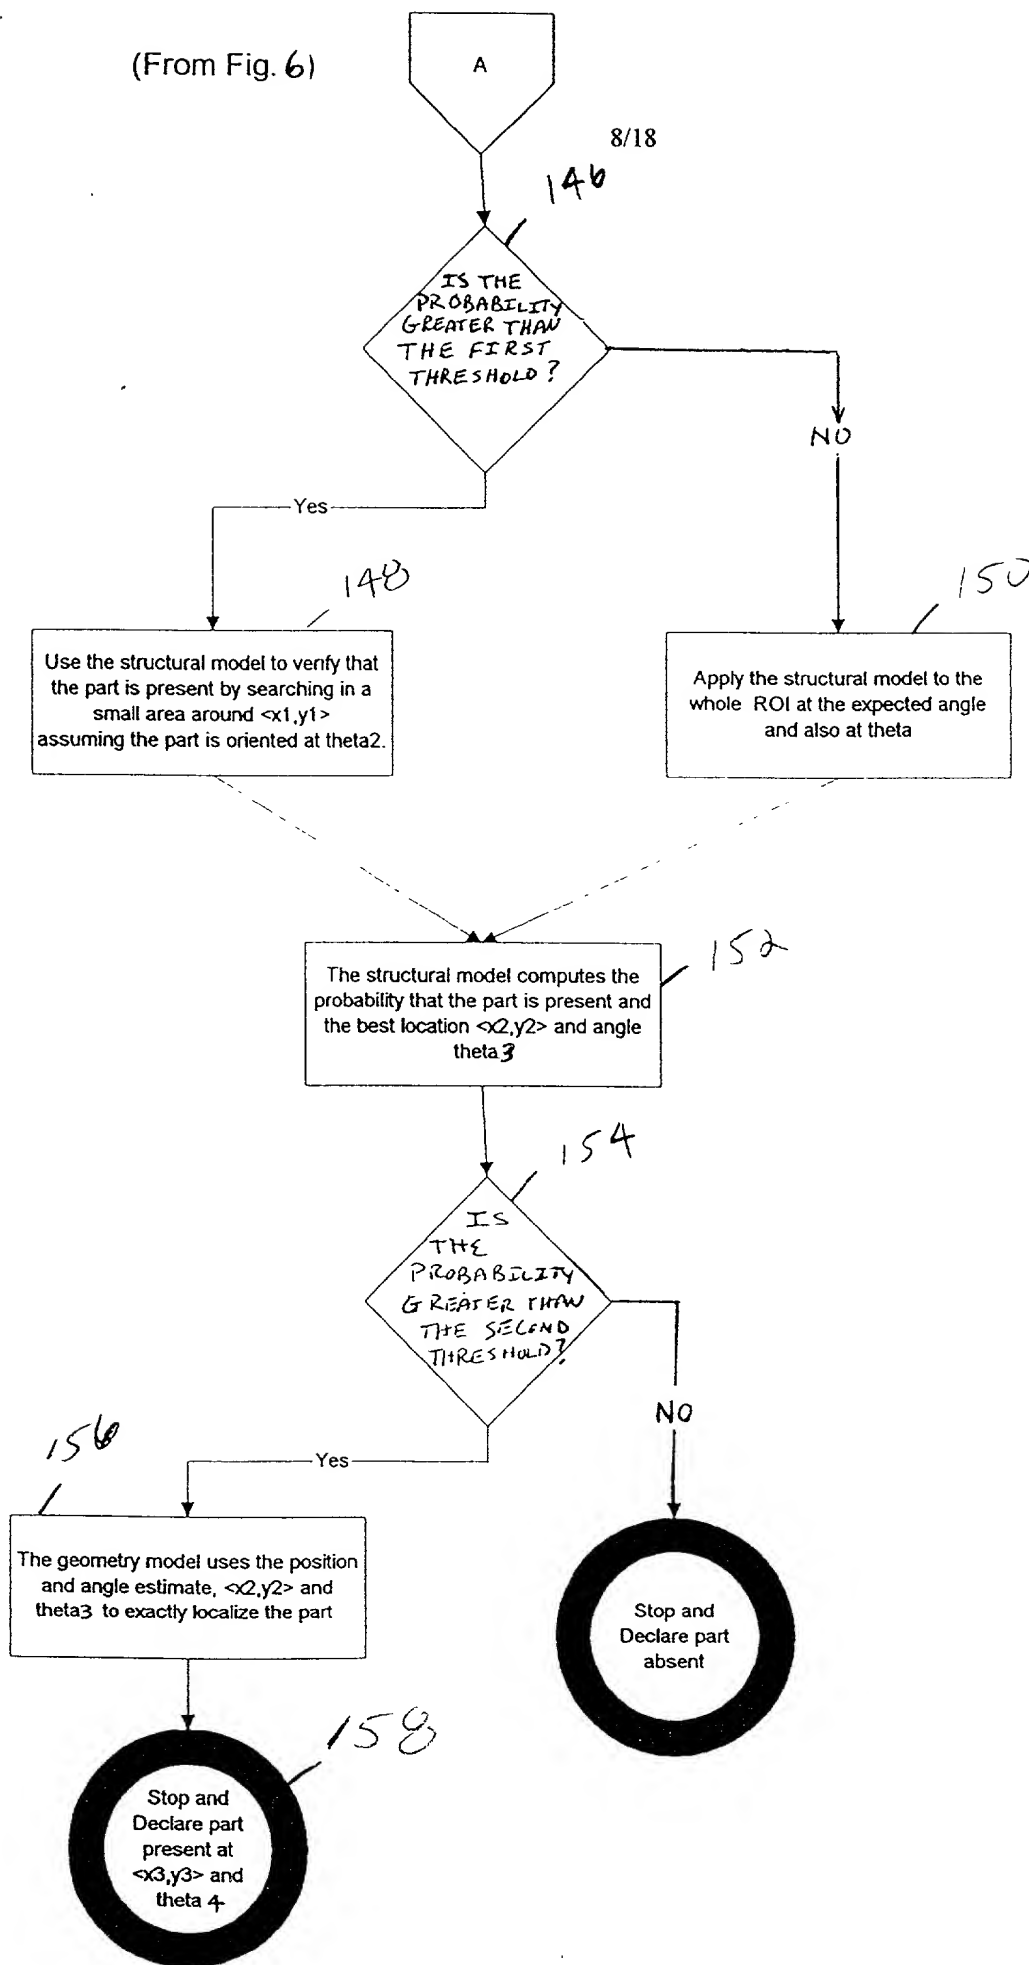 (From Fig. 6)
A
8/18
146
IS THE
PROBABILITY
GREATER THAN
THE FIRST
THRESHOLD?
NO
Yes
148
150
Use the structural model to verify that
the part is present by searching in a
small area around <x1,y1>
assuming the part is oriented at theta2.
Apply the structural model to the
whole ROI at the expected angle
and also at theta
152
The structural model computes the
probability that the part is present and
the best location <x2,y2> and angle
theta3
154
IS
THE
PROBABILITY
GREATER THAN
THE SECOND
THRESHOLD?
NO
156
Yes
The geometry model uses the position
and angle estimate, <x2,y2> and
theta3 to exactly localize the part
Stop and
Declare part
absent
158
Stop and
Declare part
present at
<x3,y3> and
theta 4